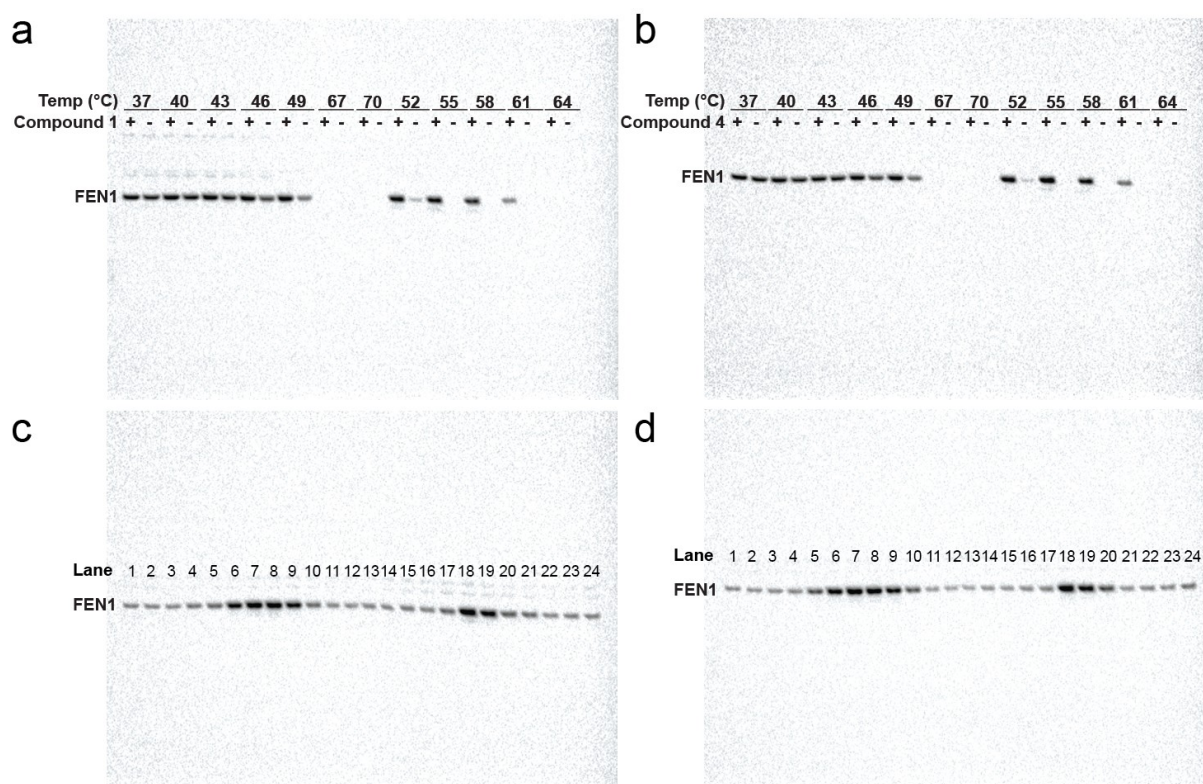 a
Temp (°C) 37 40 43 46 49 67 70 52 55 58 61 64
Compound 1 + - + - + - + - + - + - + - + - + - + - + - + -
FEN1
b
Temp (°C) 37 40 43 46 49 67 70 52 55 58 61 64
Compound 4 + - + - + - + - + - + - + - + - + - + - + - + -
FEN1
c
Lane 1 2 3 4 5 6 7 8 9 10 11 12 13 14 15 16 17 18 19 20 21 22 23 24
FEN1
d
Lane 1 2 3 4 5 6 7 8 9 10 11 12 13 14 15 16 17 18 19 20 21 22 23 24
FEN1